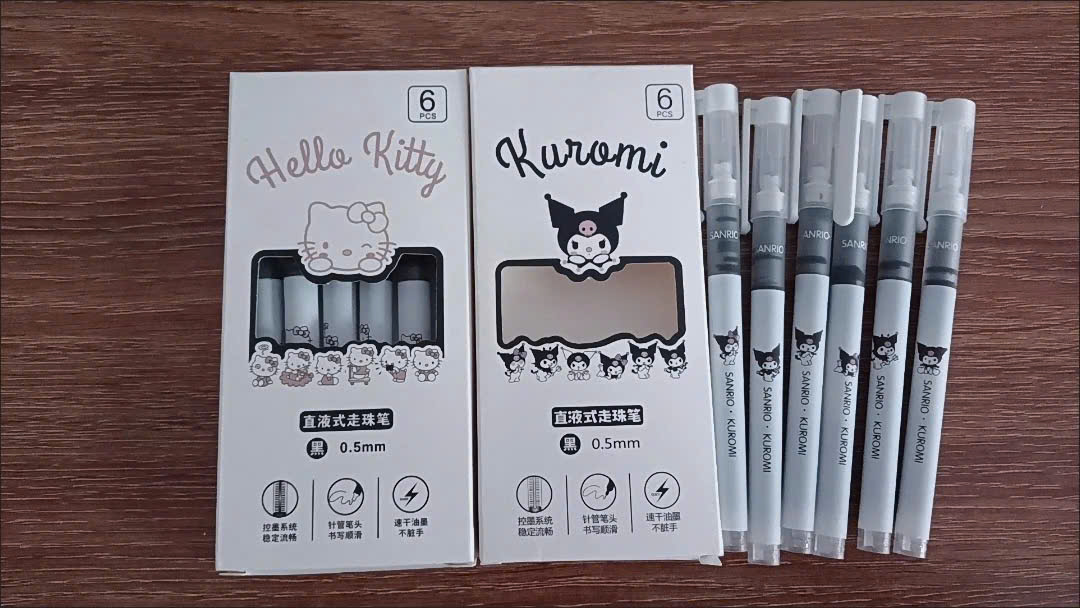 6
PCS
Hello Kitty
直液式走珠笔
黑 0.5mm
控墨系统
稳定流畅
针管笔头
书写顺滑
速干油墨
不脏手
6
PCS
Kuromi
直液式走珠笔
黑 0.5mm
控墨系统
稳定流畅
针管笔头
书写顺滑
速干油墨
不脏手
SANRIO
SANRIO · KUROMI
ANRIO
SANRIO · KUROMI
ANRIO
SANRIO · KUROMI
SANRIO
SANRIO · KUROMI
ANRIO
SANRIO · KUROMI
ANRIO
SANRIO · KUROMI